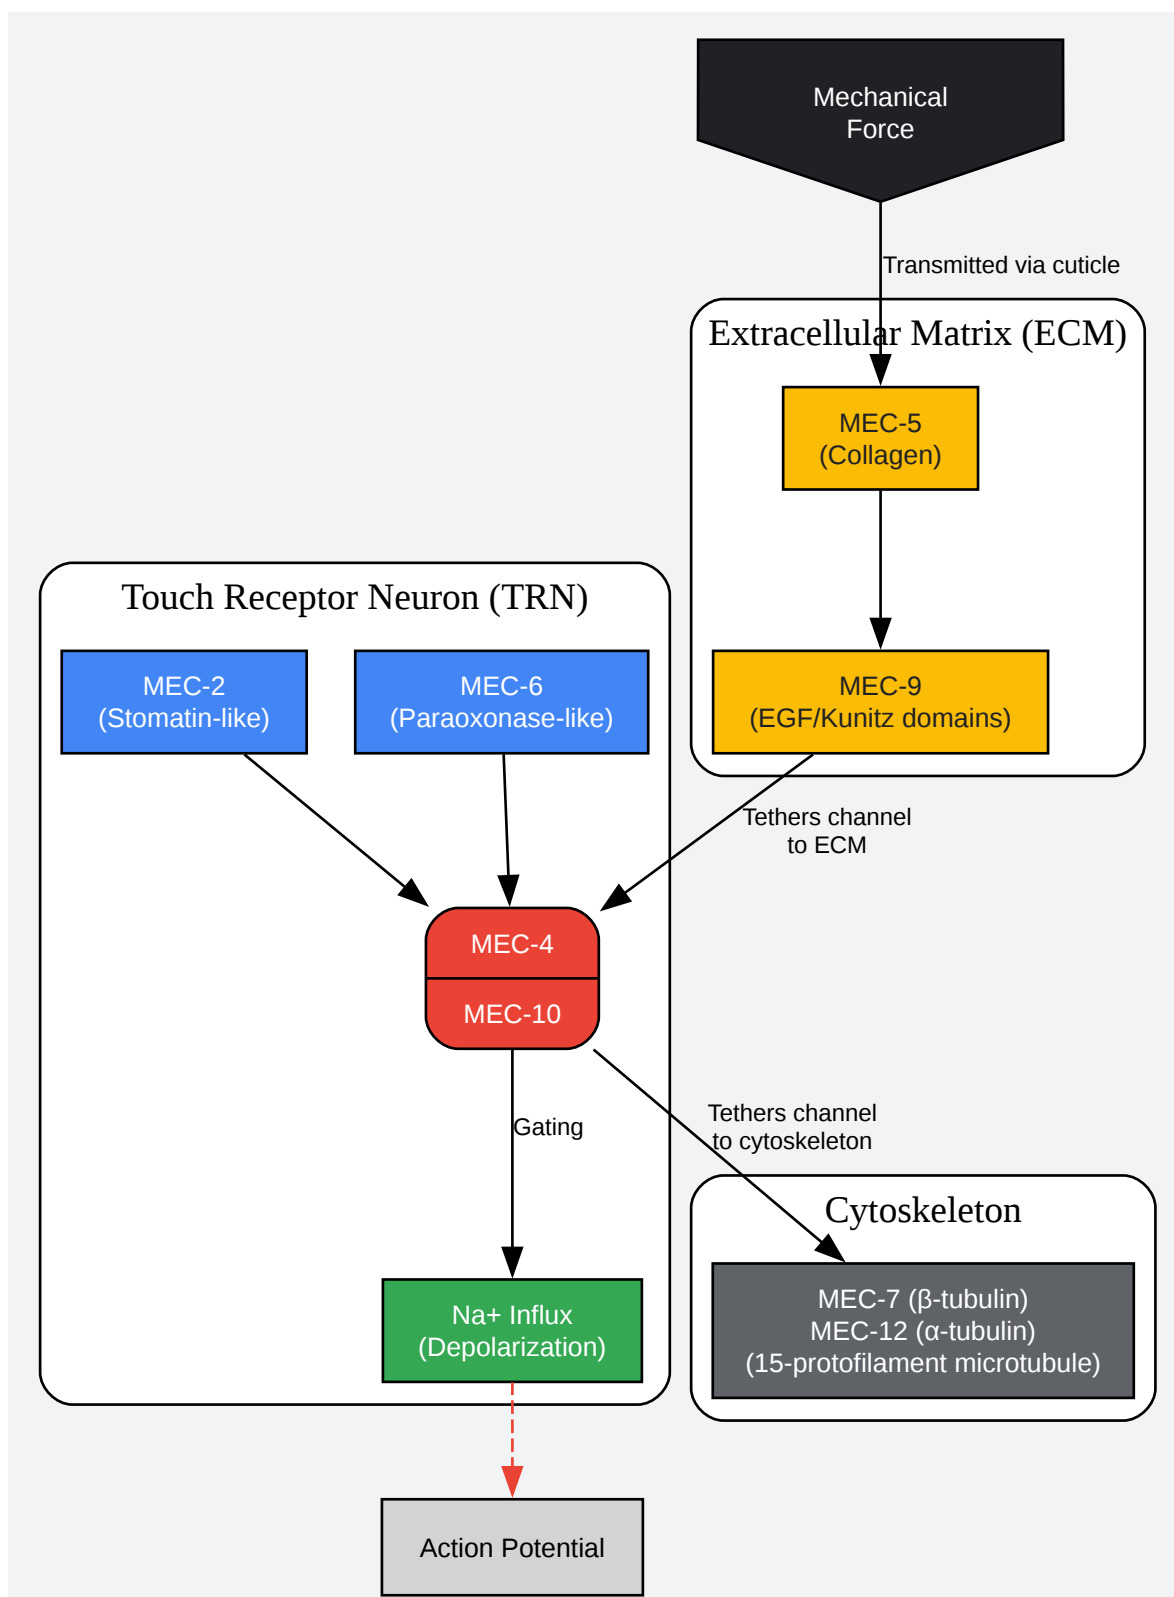 Mechanical
Force
Transmitted via cuticle
Extracellular Matrix (ECM)
MEC-5
(Collagen)
Touch Receptor Neuron (TRN)
MEC-2
(Stomatin-like)
MEC-6
(Paraoxonase-like)
MEC-9
(EGF/Kunitz domains)
Tethers channel
to ECM
MEC-4
MEC-10
Gating
Tethers channel
to cytoskeleton
Cytoskeleton
Na+ Influx
(Depolarization)
MEC-7 (β-tubulin)
MEC-12 (α-tubulin)
(15-protofilament microtubule)
Action Potential